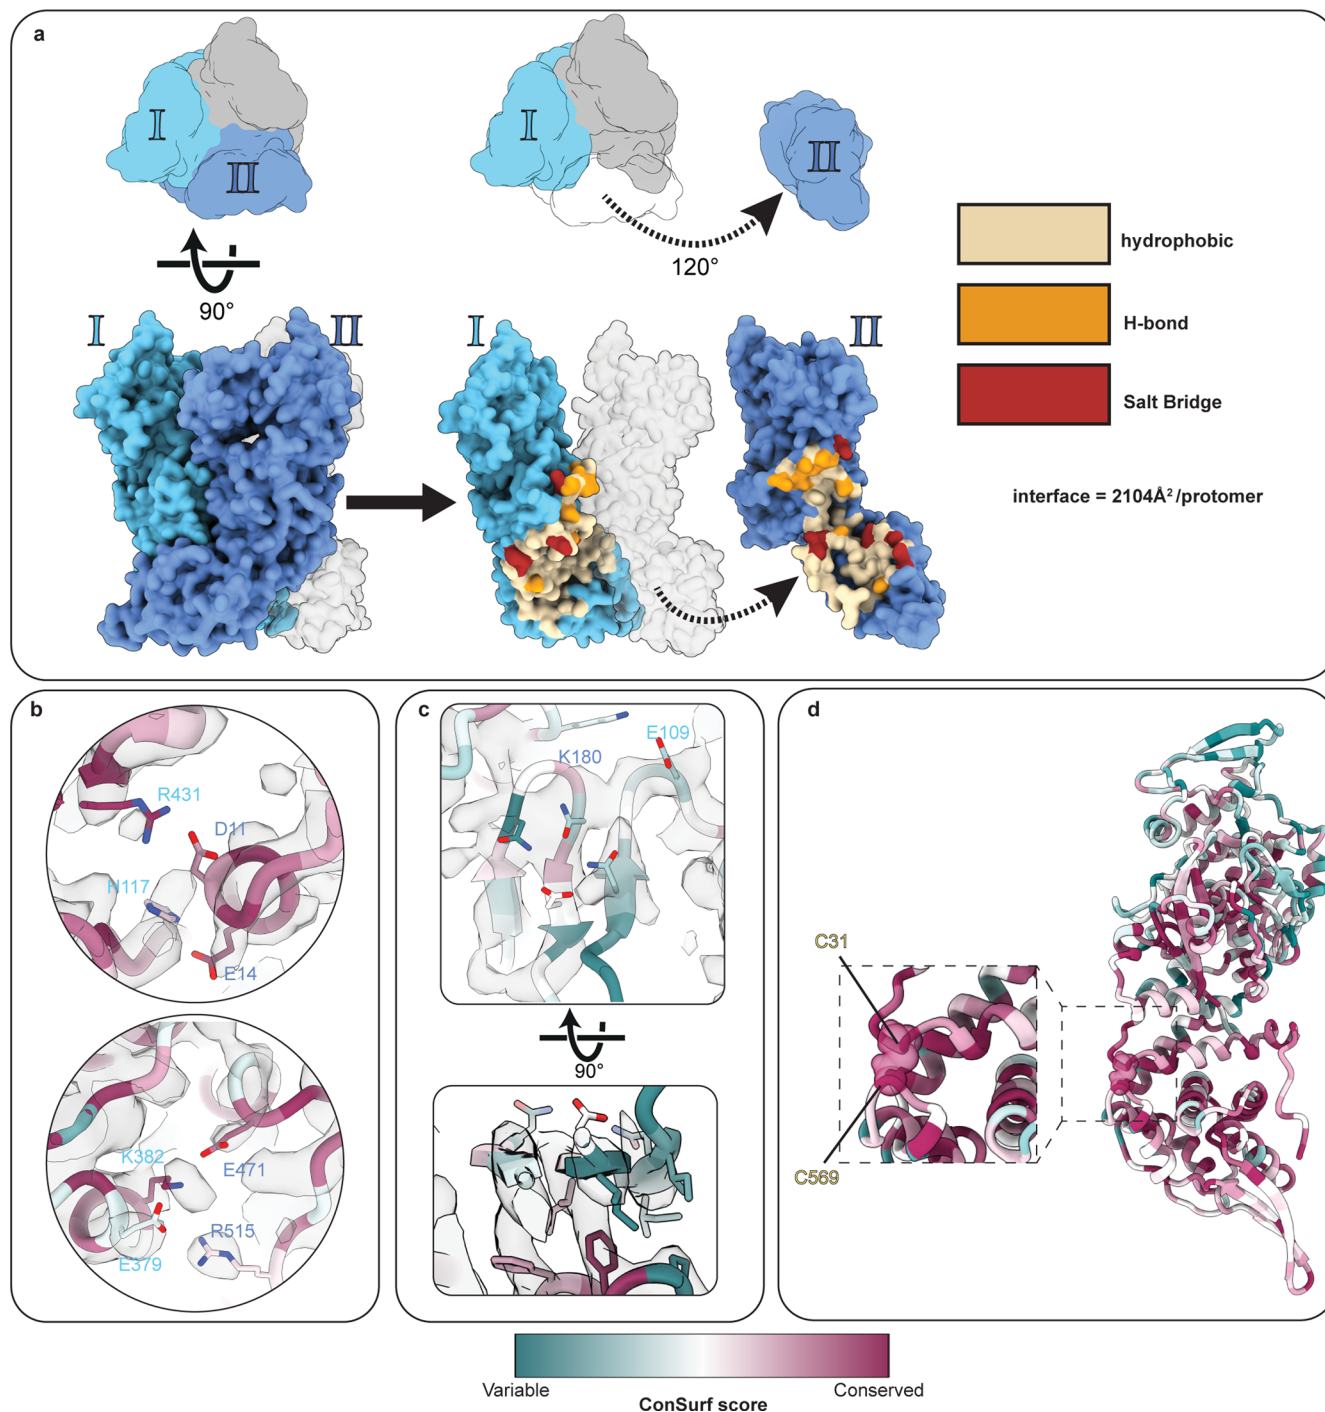 a
I
II
I
II
90°
120°
hydrophobic
H-bond
Salt Bridge
interface = 2104Å²/protomer
I
II
I
II
b
R431
D11
H117
E14
K382
E471
R515
E379
c
E109
K180
90°
d
C31
C569
Variable
Conserved
ConSurf score